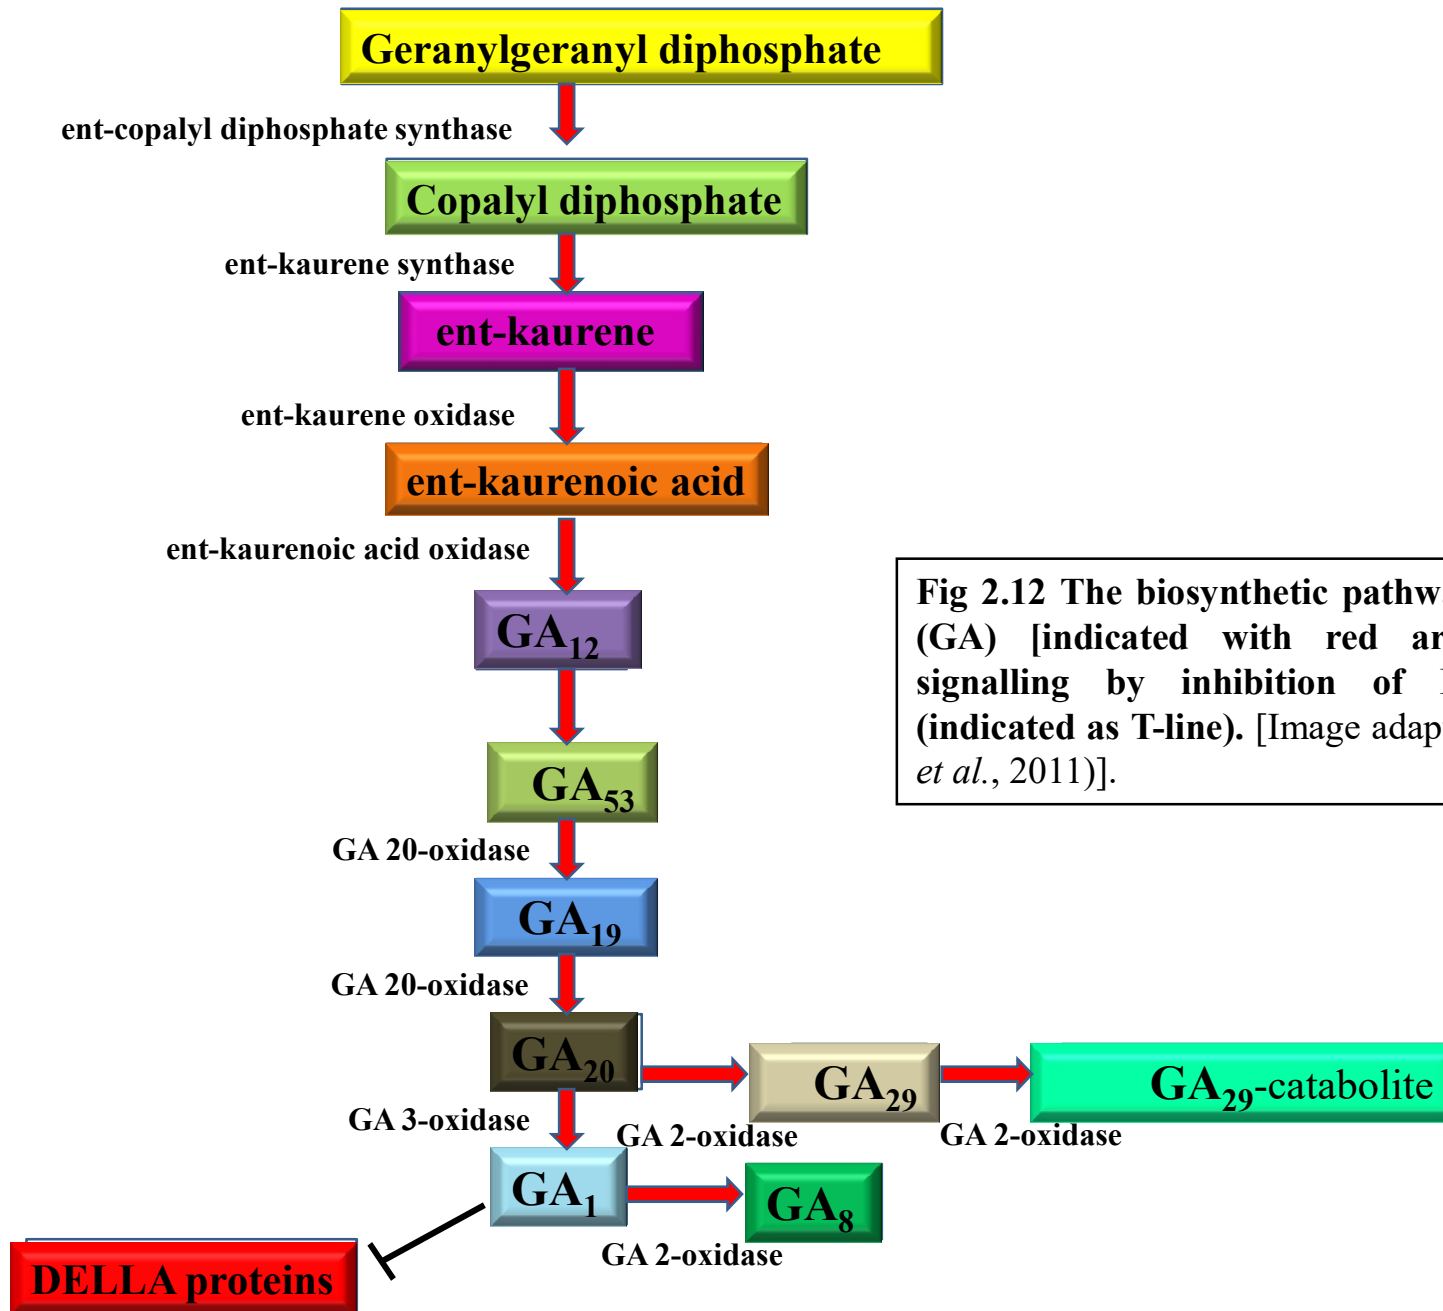 Geranylgeranyl diphosphate
ent-copalyl diphosphate synthase
Copalyl diphosphate
ent-kaurene synthase
ent-kaurene
ent-kaurene oxidase
ent-kaurenoic acid
ent-kaurenoic acid oxidase
GA₁₂
Fig 2.12 The biosynthetic
(GA) [indicated with red
signalling by inhibition of
(indicated as T-line). [Image
et al., 2011)].
GA₅₃
GA 20-oxidase
GA₁₉
GA 20-oxidase
GA₂₀
GA₂₉
GA₂₉-catabolite
GA 3-oxidase
GA 2-oxidase
GA 2-oxidase
GA₁
GA₈
GA 2-oxidase
DELLA proteins